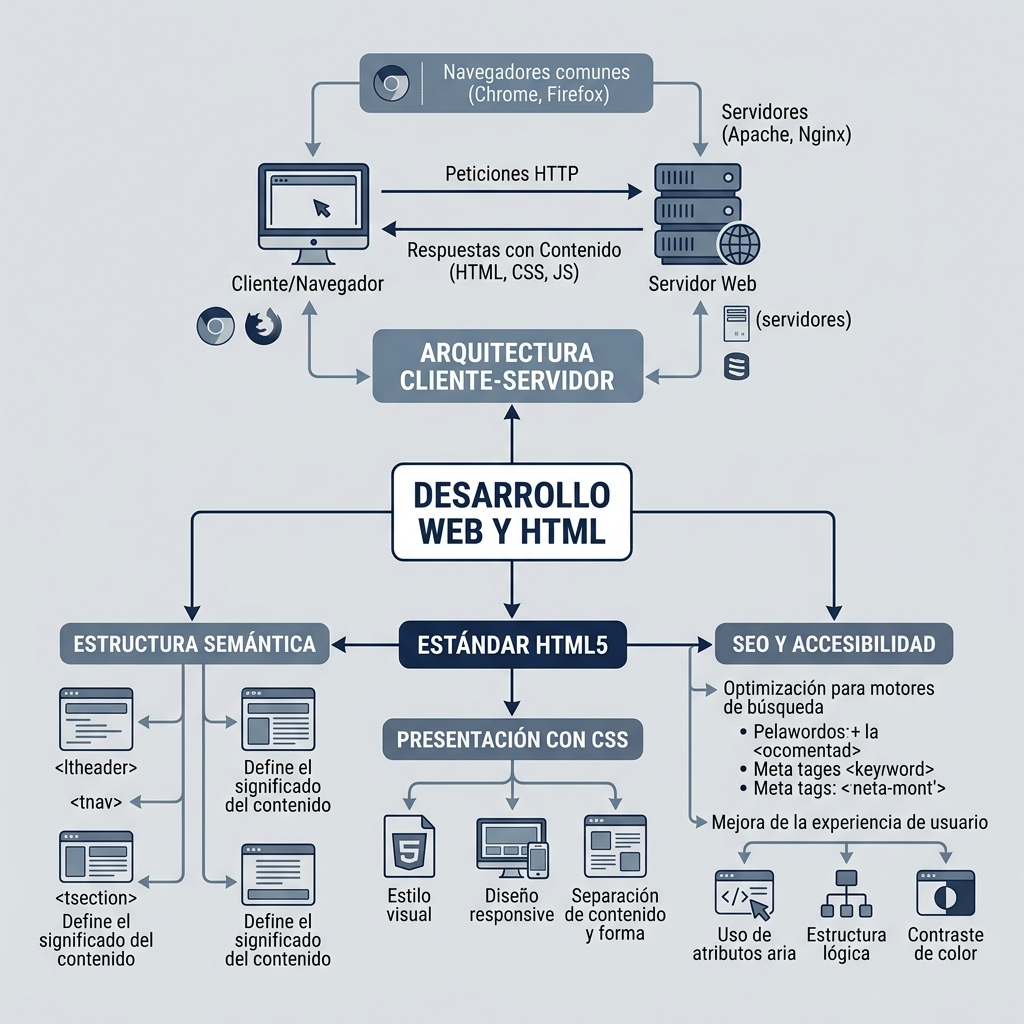 Navegadores comunes
(Chrome, Firefox)
Servidores
(Apache, Nginx)
Peticiones HTTP
Respuestas con Contenido
(HTML, CSS, JS)
Cliente/Navegador
Servidor Web
(servidores)
ARQUITECTURA
CLIENTE-SERVIDOR
DESARROLLO
WEB Y HTML
ESTRUCTURA SEMÁNTICA
ESTÁNDAR HTML5
SEO Y ACCESIBILIDAD
<ltheader>
Define el
significado
del contenido
<tnav>
<tsection>
Define el
significado del
contenido
Define el
significado
del contenido
PRESENTACIÓN CON CSS
5
Estilo
visual
Diseño
responsive
Separación
de contenido
y forma
Optimización para motores
de búsqueda
• Pelawordos:+ la
<ocomentad>
• Meta tages <keyword>
• Meta tags: <neta-mont'>
Mejora de la experiencia de usuario
</>
Uso de
atributos aria
Estructura
lógica
Contraste
de color